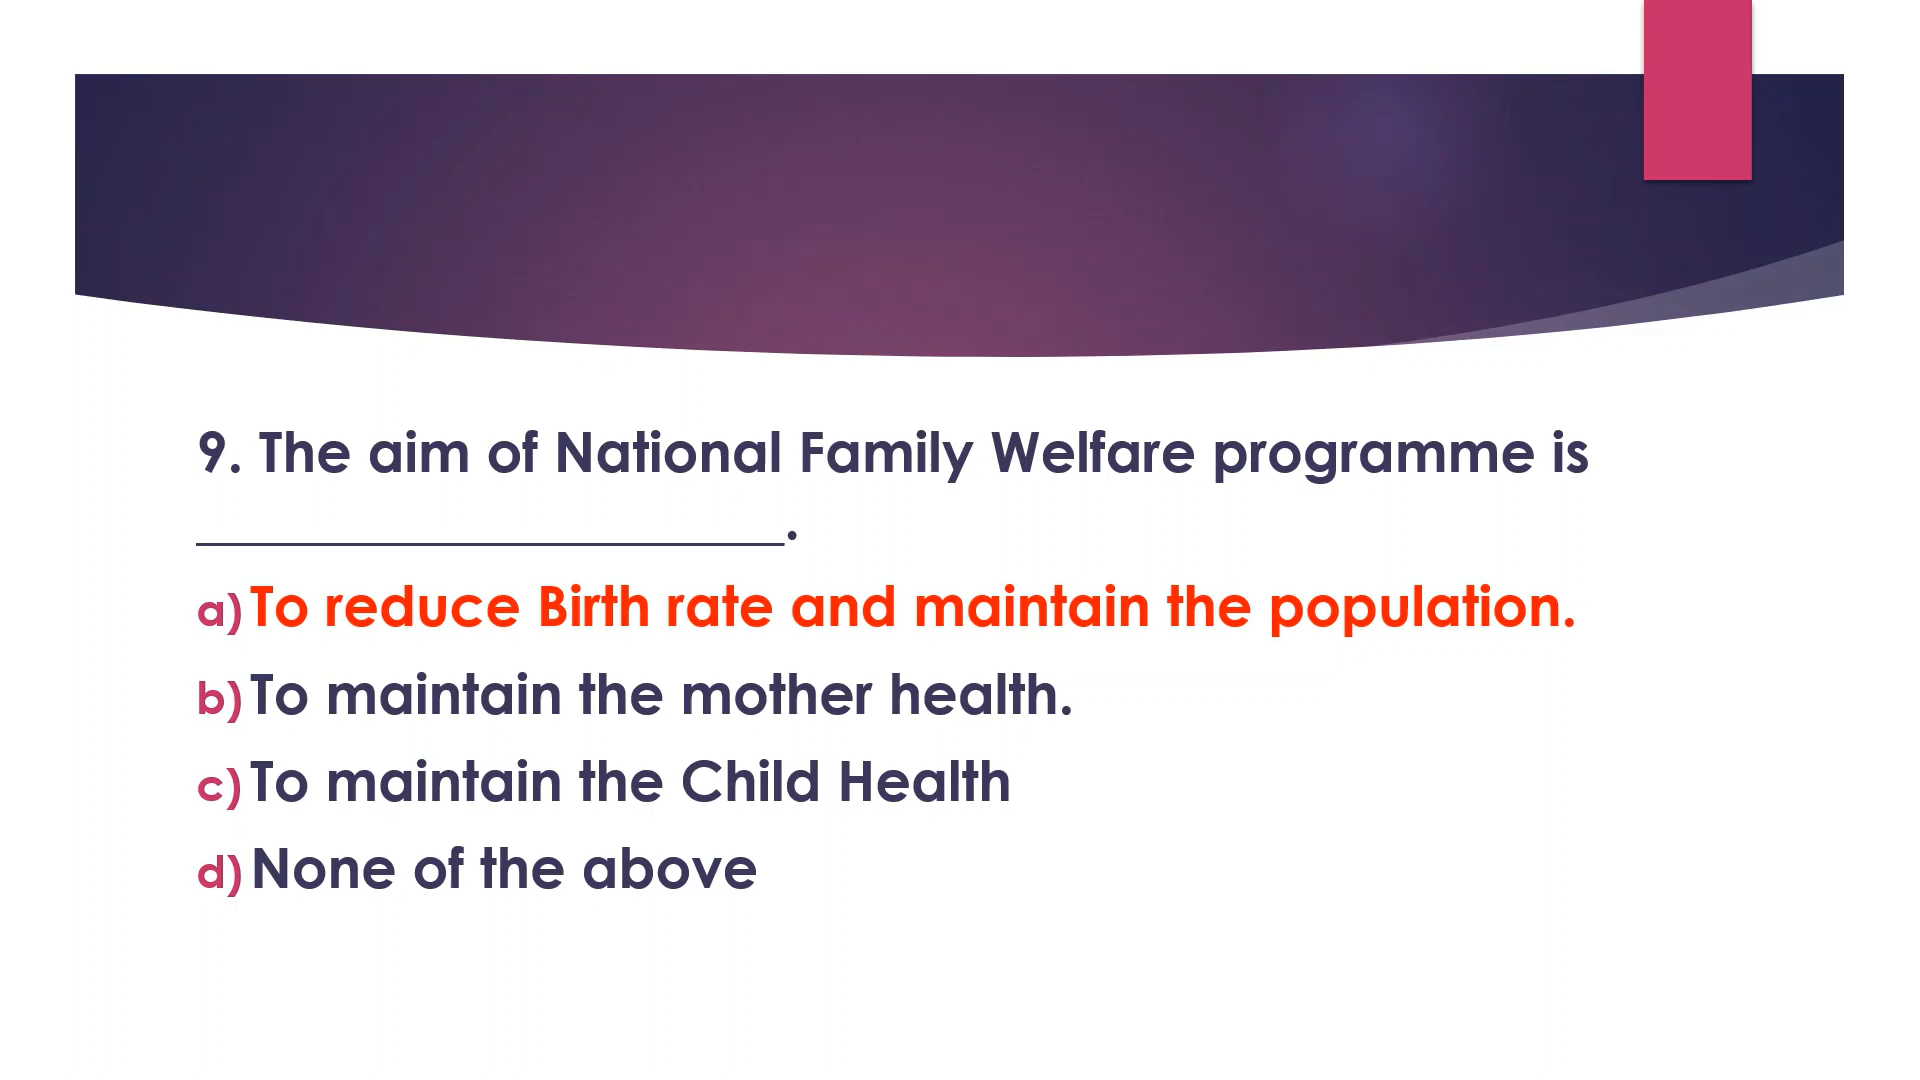 9. The aim of National Family Welfare programme is
_____________________.
a) To reduce Birth rate and maintain the population.
b) To maintain the mother health.
c) To maintain the Child Health
d) None of the above